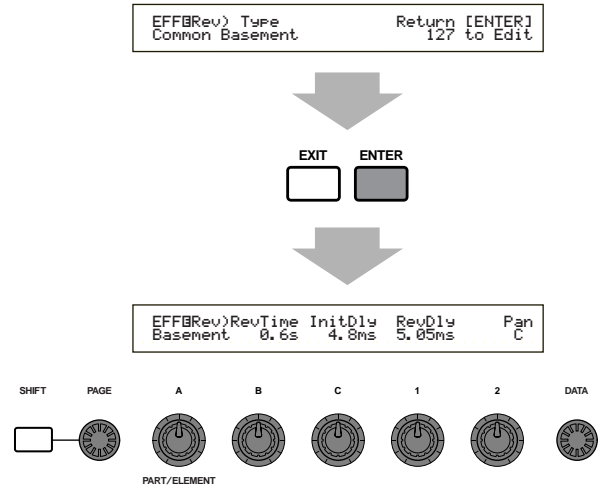 EFF⊞Rev) Type Return [ENTER]
Common Basement 127 to Edit
EXIT ENTER
EFF⊞Rev)RevTime InitDly RevDly Pan
Basement 0.6s 4.8ms 5.05ms C
SHIFT PAGE A B C 1 2 DATA
PART/ELEMENT